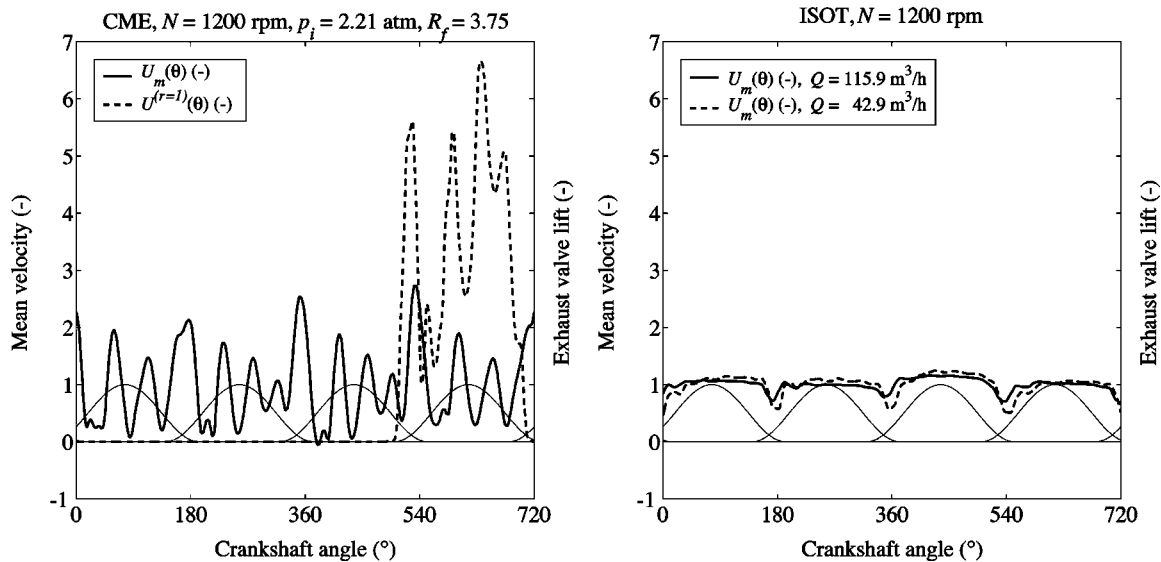 CME, N = 1200 rpm, p_i = 2.21 atm, R_f = 3.75
7
6
5
4
3
2
1
0
-1
Mean velocity (-)
U_m(θ) (-)
U^(r=1)(θ) (-)
Exhaust valve lift (-)
0 180 360 540 720
Crankshaft angle (°)
ISOT, N = 1200 rpm
7
6
5
4
3
2
1
0
-1
Mean velocity (-)
U_m(θ) (-), Q = 115.9 m³/h
U_m(θ) (-), Q = 42.9 m³/h
Exhaust valve lift (-)
0 180 360 540 720
Crankshaft angle (°)